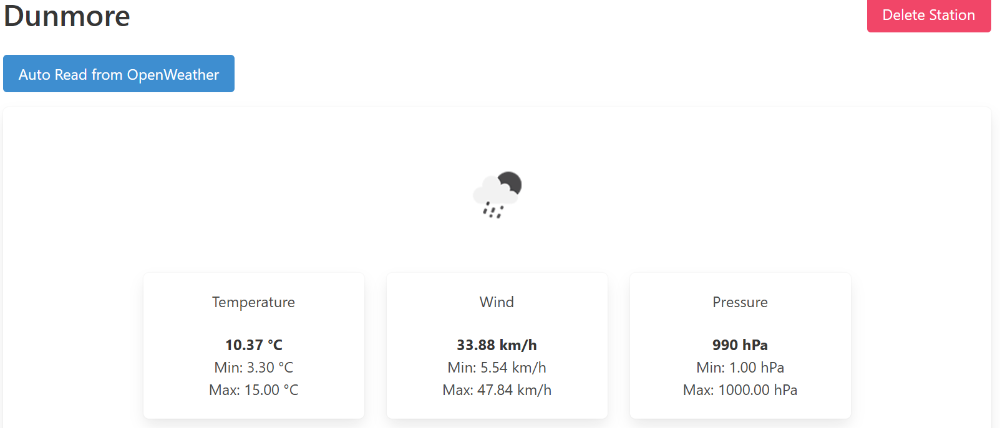 Dunmore
Delete Station
Auto Read from OpenWeather
Temperature
10.37 °C
Min: 3.30 °C
Max: 15.00 °C
Wind
33.88 km/h
Min: 5.54 km/h
Max: 47.84 km/h
Pressure
990 hPa
Min: 1.00 hPa
Max: 1000.00 hPa